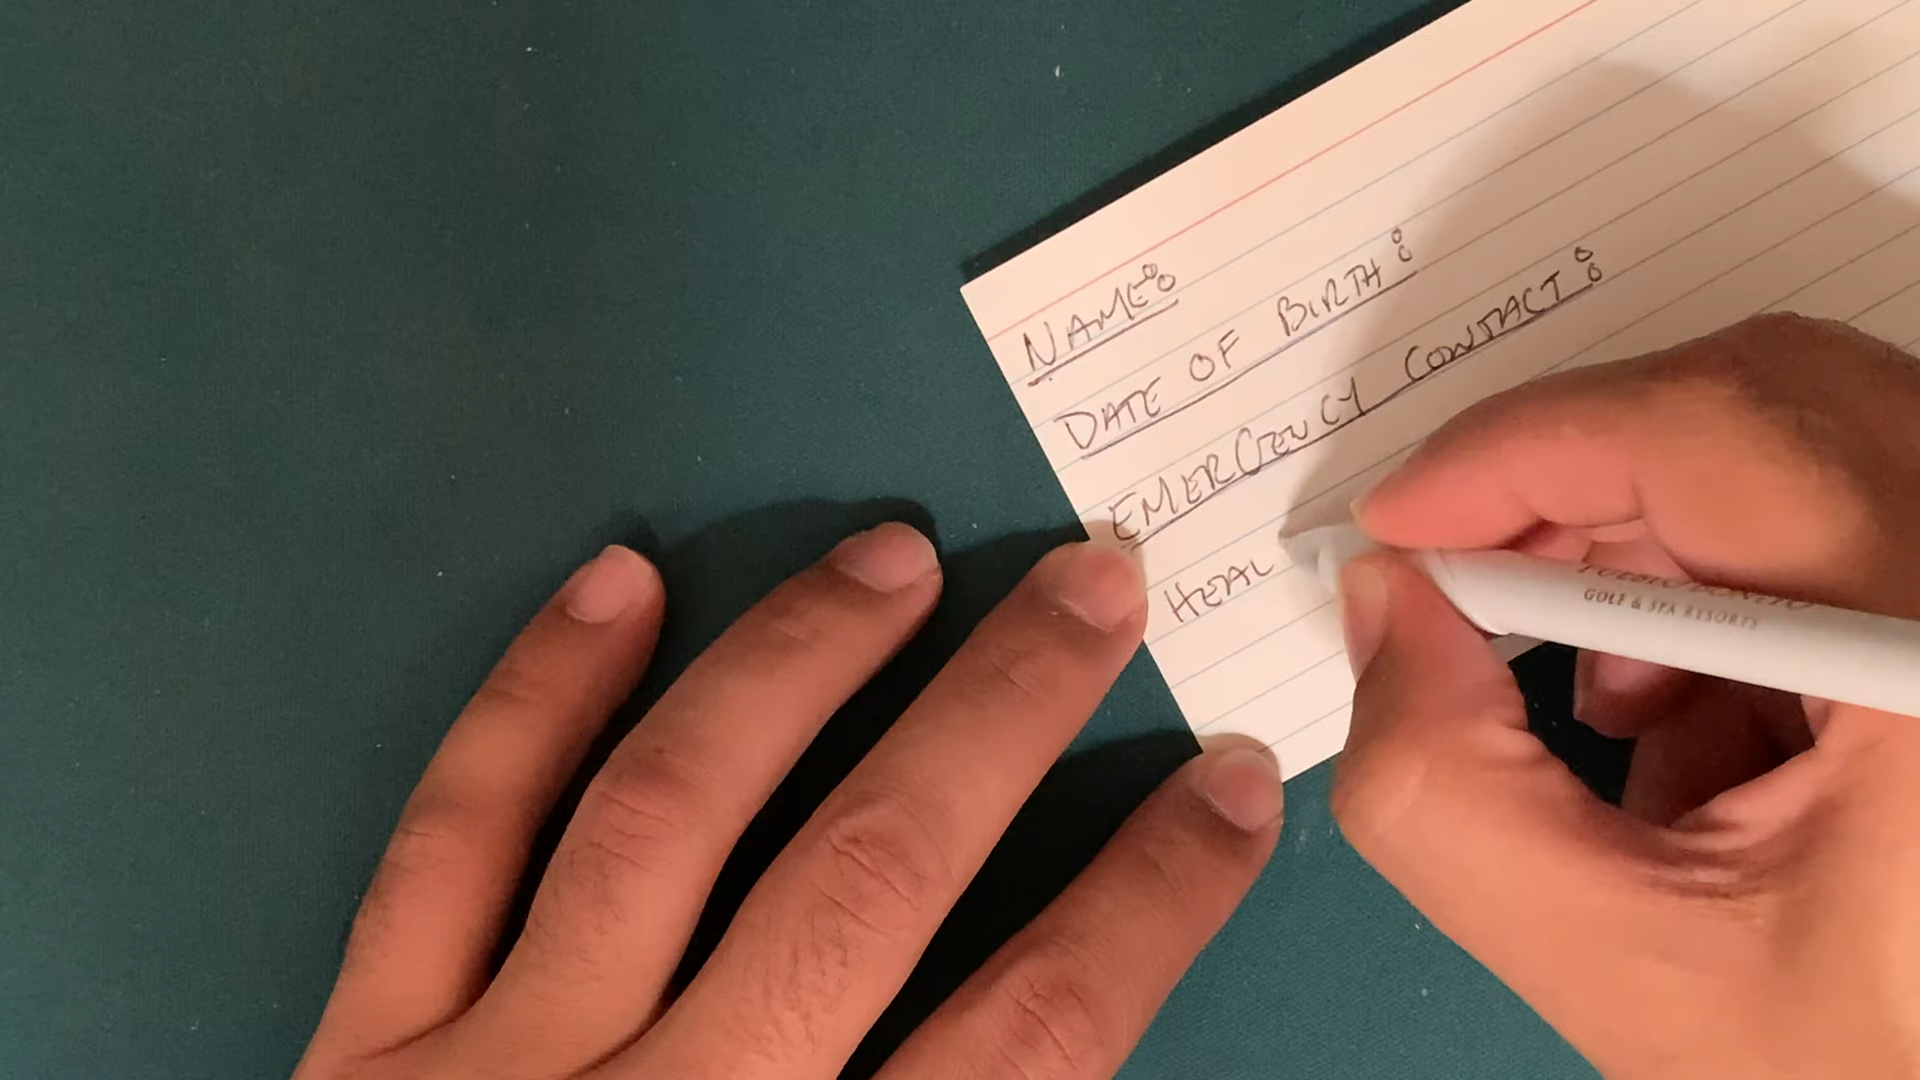 NAME:
DATE OF BIRTH:
EMERGENCY CONTACT:
HEAL
GOLF & SPA RESORTS